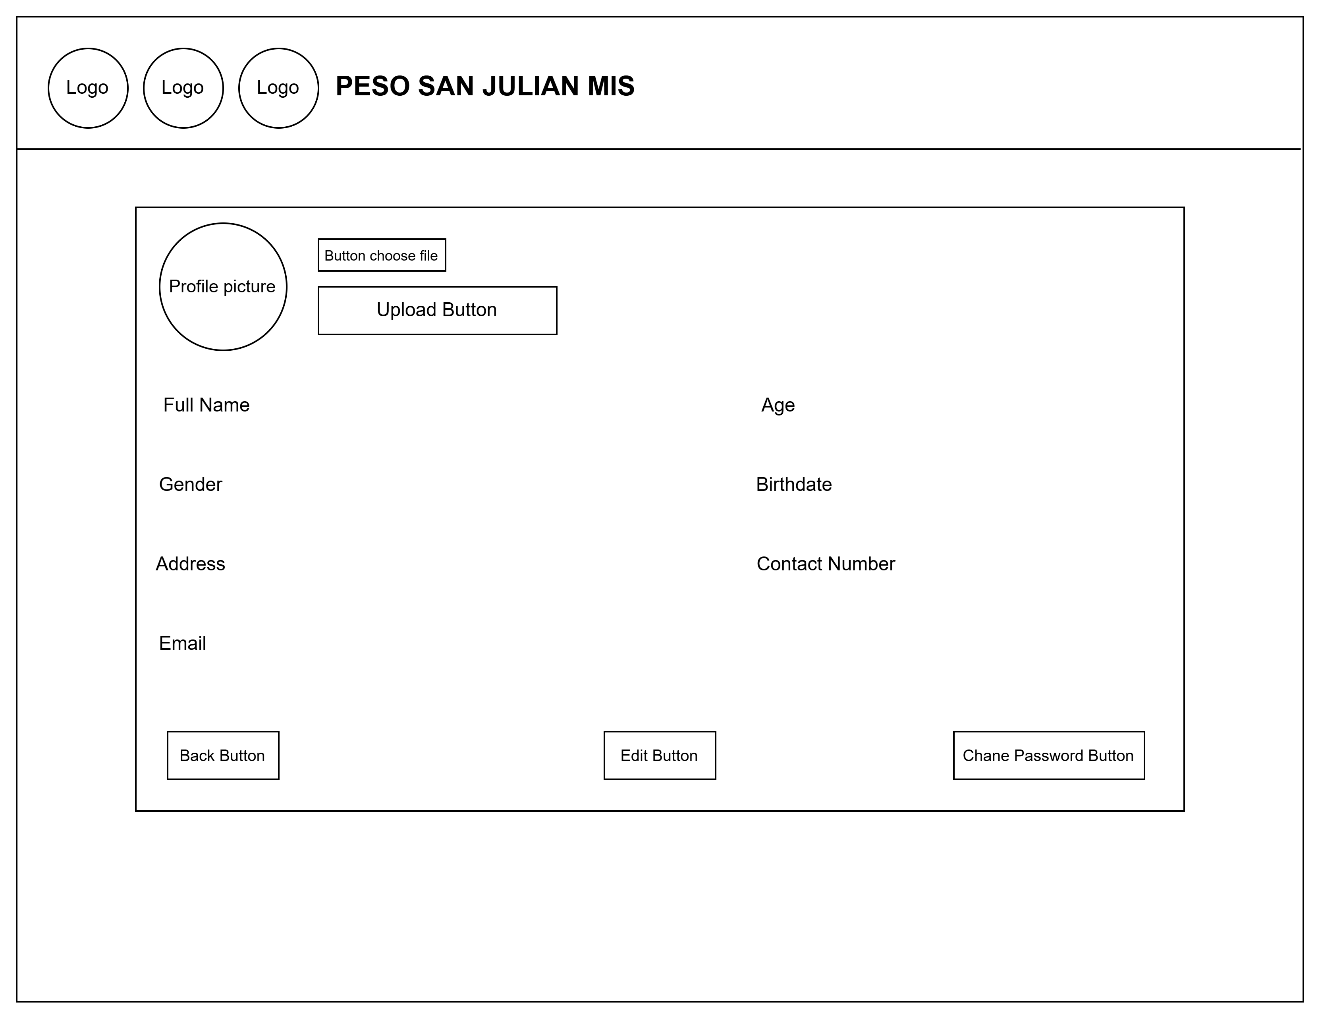 Logo
Logo
Logo
PESO SAN JULIAN MIS
Profile picture
Button choose file
Upload Button
Full Name
Age
Gender
Birthdate
Address
Contact Number
Email
Back Button
Edit Button
Chane Password Button